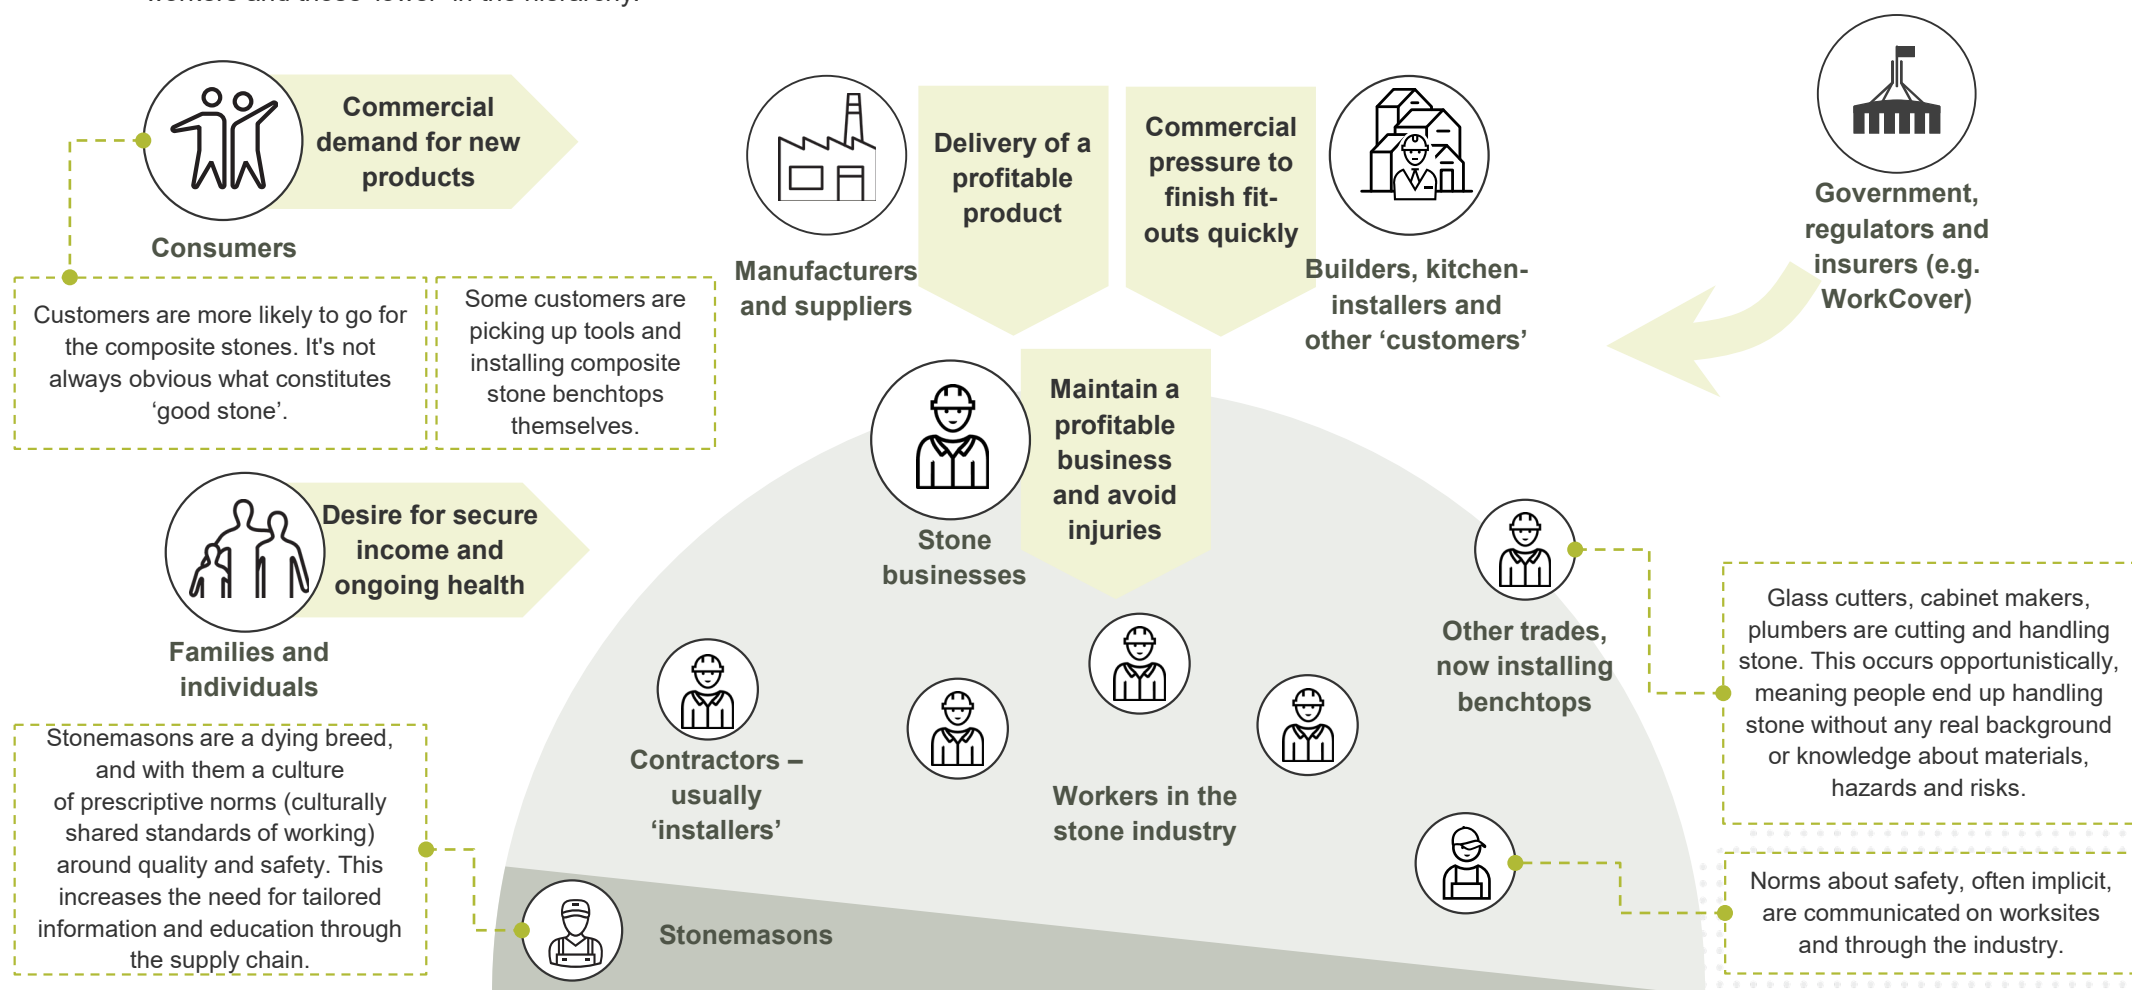 workers and those 'lower' in the hierarchy.
Commercial
demand for new
products
Consumers
Customers are more likely to go for
the composite stones. It's not
always obvious what constitutes
‘good stone’.
Some customers are
picking up tools and
installing composite
stone benchtops
themselves.
Manufacturers
and suppliers
Delivery of a
profitable
product
Commercial
pressure to
finish fit-
outs quickly
Builders, kitchen-
installers and
other ‘customers’
Government,
regulators and
insurers (e.g.
WorkCover)
Stone
businesses
Maintain a
profitable
business
and avoid
injuries
Desire for secure
income and
ongoing health
Families and
individuals
Stonemasons are a dying breed,
and with them a culture
of prescriptive norms (culturally
shared standards of working)
around quality and safety. This
increases the need for tailored
information and education through
the supply chain.
Contractors –
usually
‘installers’
Workers in the
stone industry
Other trades,
now installing
benchtops
Glass cutters, cabinet makers,
plumbers are cutting and handling
stone. This occurs opportunistically,
meaning people end up handling
stone without any real background
or knowledge about materials,
hazards and risks.
Stonemasons
Norms about safety, often implicit,
are communicated on worksites
and through the industry.